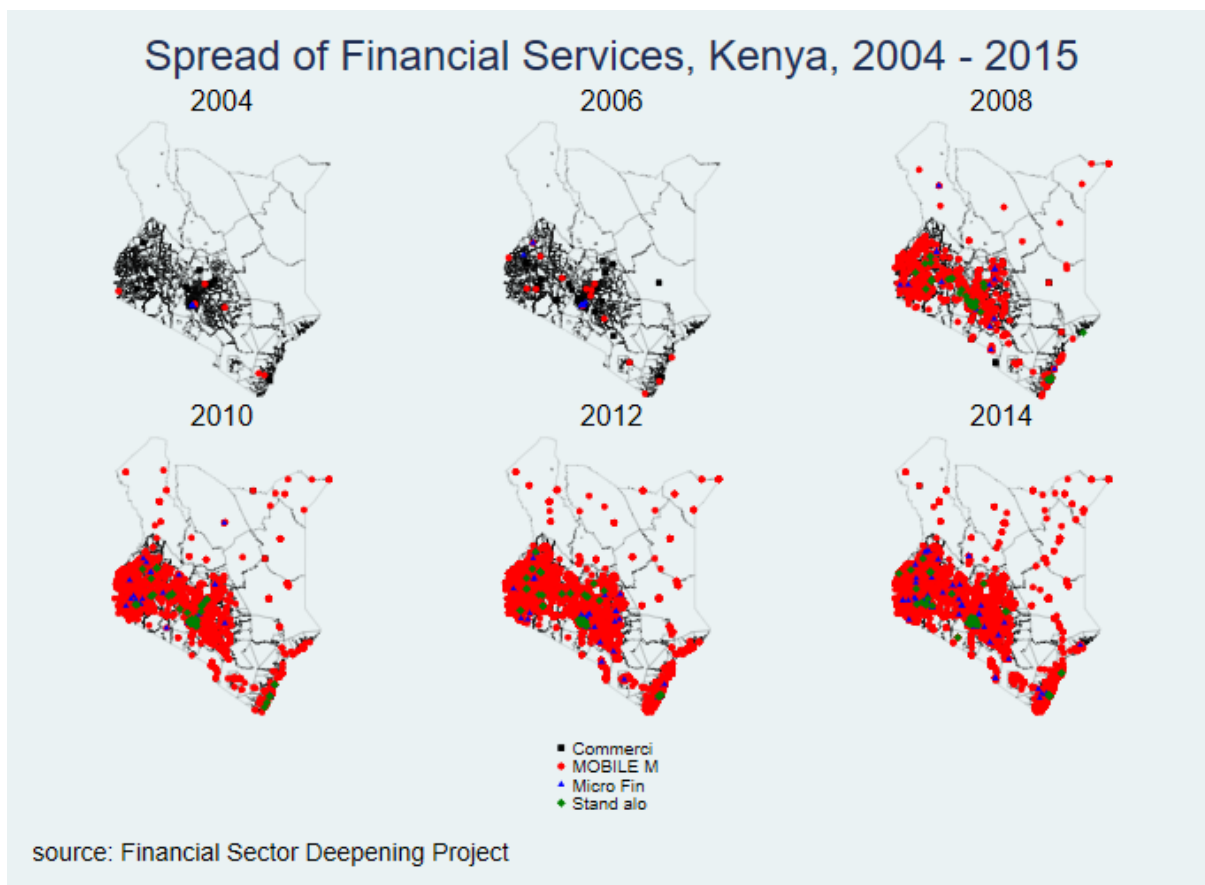 Spread of Financial Services, Kenya, 2004 - 2015
2004
2006
2008
2010
2012
2014
Commerci
MOBILE M
Micro Fin
Stand alo
source: Financial Sector Deepening Project